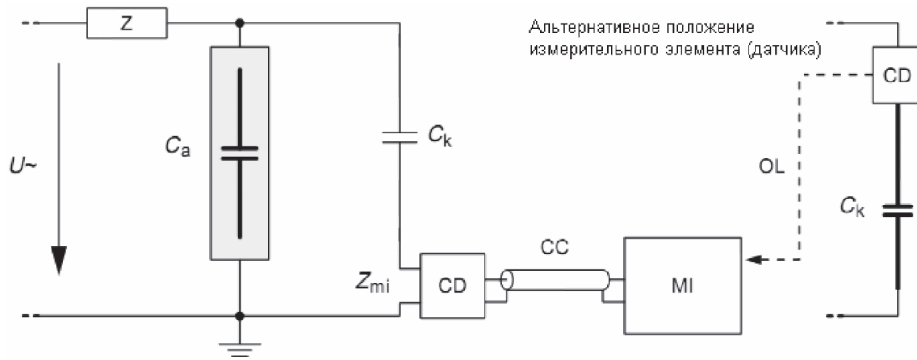 Z
Альтернативное положение
измерительного элемента (датчика)
CD
U~
Ca
Ck
OL
Ck
CC
Zmi
CD
MI